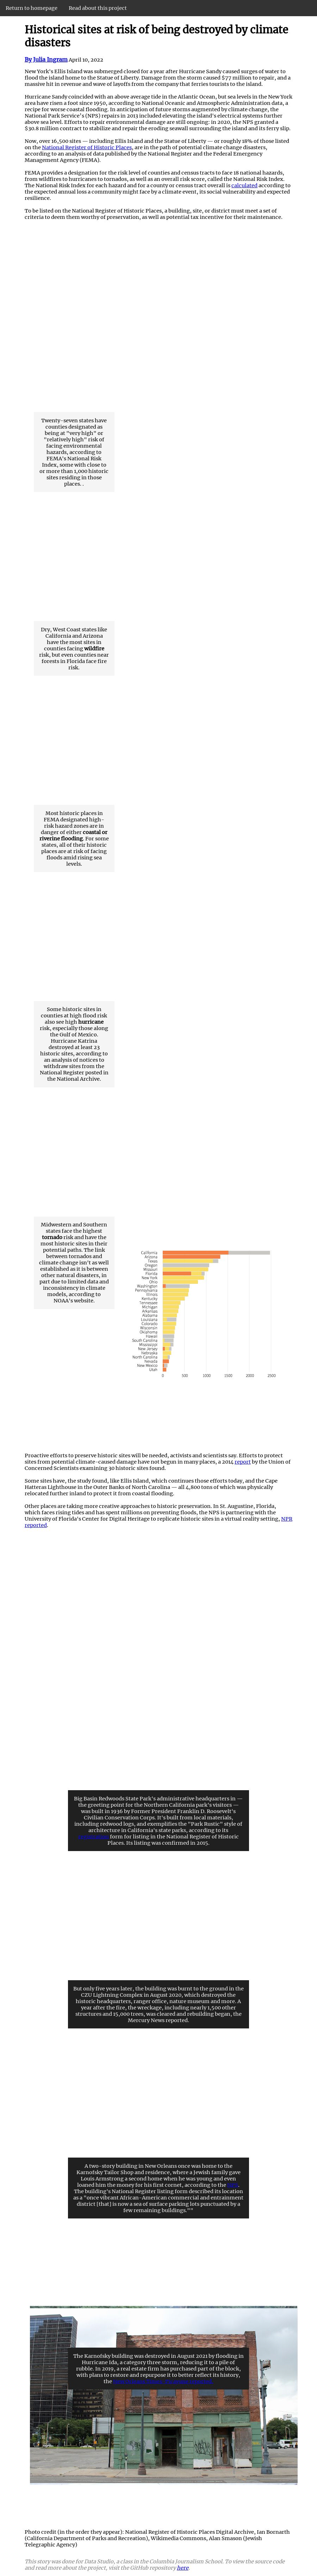 Return to homepage Read about this project
Historical sites at risk of being destroyed by climate
disasters
By Julia Ingram April 10, 2022
New York's Ellis Island was submerged closed for a year after Hurricane Sandy caused surges of water to
flood the island just close to the Statue of Liberty. Damage from the storm caused $77 million to repair, and a
massive hit in revenue and a wave of layoffs from the company that ferries tourists to the island.
Hurricane Sandy coincided with an above average tide in the Atlantic Ocean, but sea levels in the New York
area have risen a foot since 1950, according to National Oceanic and Atmospheric Administration data, a
recipe for worse coastal flooding. In anticipation of future storms augmented by climate change, the
National Park Service's (NPS) repairs in 2013 included elevating the island's electrical systems by twenty feet
above sea level. Efforts to repair extensive environmental damage are still ongoing: In 2020, the NPS granted a
$30.8 million construction contract to repair the eroding seawall surrounding the island and its ferry slip.
Now, over 16,500 sites — including Ellis Island and the Statue of Liberty — or roughly 18% of those listed
on the National Register of Historic Places, are in the path of potential climate change disasters,
according to an analysis of data published by the National Register and the Federal Emergency
Management Agency (FEMA).
FEMA provides a designation for the risk level of counties and census tracts to face 18 national hazards,
from wildfires to hurricanes to tornados, as well as an overall risk score, called the National Risk Index.
The National Risk Index for each hazard and for a county or census tract overall is calculated according to
the expected annual loss a community might face by a climate event, its social vulnerability and expected
resilience.
To be listed on the National Register of Historic Places, a building, site, or district must meet a set of
criteria to deem them worthy of preservation, as well as potential tax incentive for their maintenance.
Twenty-seven states have
counties designated as
being at "very high" or
"relatively high" risk of
facing environmental
hazards, according to
FEMA's National Risk
Index, some with close to
or more than 1,000 historic
sites residing in those
places. .
Dry, West Coast states like
California and Arizona
have the most sites in
counties facing wildfire
risk, but even counties near
forests in Florida face fire
risk.
Most historic places in
FEMA designated high-
risk hazard zones are in
danger of either coastal or
riverine flooding. For some
states, all of their historic
places are at risk of facing
floods amid rising sea
levels.
Some historic sites in
counties at high flood risk
also see high hurricane
risk, especially those along
the Gulf of Mexico.
Hurricane Katrina
destroyed at least 23
historic sites, according to
an analysis of notices to
withdraw sites from the
National Register posted in
the National Archive.
Midwestern and Southern
states face the highest
tornado risk and have the
most historic sites in their
potential paths. The link
between tornados and
climate change isn't as well
established as it is between
other natural disasters, in
part due to limited data and
inconsistency in climate
models, according to
NOAA's website.
California
Arizona
Texas
Oregon
Missouri
Florida
New York
Ohio
Washington
Pennsylvania
Illinois
Kentucky
Tennessee
Michigan
Arkansas
Alabama
Louisiana
Colorado
Wisconsin
Oklahoma
Hawaii
South Carolina
Mississippi
New Jersey
Nebraska
North Carolina
Nevada
New Mexico
Utah
0 500 1000 1500 2000 2500
Proactive efforts to preserve historic sites will be needed, activists and scientists say. Efforts to protect
sites from potential climate-caused damage have not begun in many places, a 2014 report by the Union of
Concerned Scientists examining 30 historic sites found.
Some sites have, the study found, like Ellis Island, which continues those efforts today, and the Cape
Hatteras Lighthouse in the Outer Banks of North Carolina — all 4,800 tons of which was physically
relocated further inland to protect it from coastal flooding.
Other places are taking more creative approaches to historic preservation. In St. Augustine, Florida,
which faces rising tides and has spent millions on preventing floods, the NPS is partnering with the
University of Florida's Center for Digital Heritage to replicate historic sites in a virtual reality setting, NPR
reported.
Big Basin Redwoods State Park's administrative headquarters in —
the greeting point for the Northern California park's visitors —
was built in 1936 by Former President Franklin D. Roosevelt's
Civilian Conservation Corps. It's built from local materials,
including redwood logs, and exemplifies the "Park Rustic" style of
architecture in California's state parks, according to its
form for listing in the National Register of Historic
Places. Its listing was confirmed in 2015.
But only five years later, the building was burnt to the ground in the
CZU Lightning Complex in August 2020, which destroyed the
historic headquarters, ranger office, nature museum and more. A
year after the fire, the wreckage, including nearly 1,500 other
structures and 15,000 trees, was cleared and rebuilding began, the
Mercury News reported.
A two-story building in New Orleans once was home to the
Karnofsky Tailor Shop and residence, where a Jewish family gave
Louis Armstrong a second home when he was young and even
loaned him the money for his first cornet, according to the
The building's National Register listing form described its location
as a "once vibrant African-American commercial and entrainment
district [that] is now a sea of surface parking lots punctuated by a
few remaining buildings.""
The Karnofsky building was destroyed in August 2021 by flooding in
Hurricane Ida, a category three storm, reducing it to a pile of
rubble. In 2019, a real estate firm has purchased part of the block,
with plans to restore and repurpose it to better reflect its history,
the
Photo credit (in the order they appear): National Register of Historic Places Digital Archive, Ian Bornarth
(California Department of Parks and Recreation), Wikimedia Commons, Alan Smason (Jewish
Telegraphic Agency)
This story was done for Data Studio, a class in the Columbia Journalism School. To view the source code
and read more about the project, visit the GitHub repository here